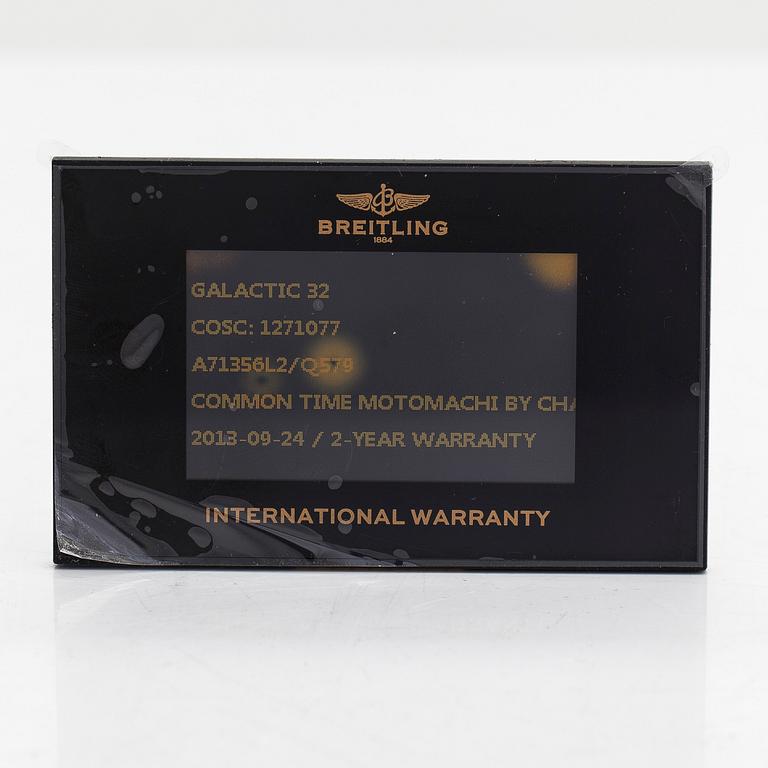 BREITLING
1884
GALACTIC 32
COSC: 1271077
A71356L2/Q579
COMMON TIME MOTOMACHI BY CHA
2013-09-24 / 2-YEAR WARRANTY
INTERNATIONAL WARRANTY